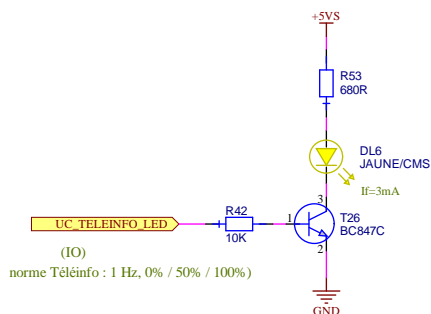 +5VS
R53
680R
DL6
JAUNE/CMS
If=3mA
3
R42
UC_TELEINFO_LED
1
T26
10K
BC847C
2
(IO)
norme Téléinfo : 1 Hz, 0% / 50% / 100%)
GND